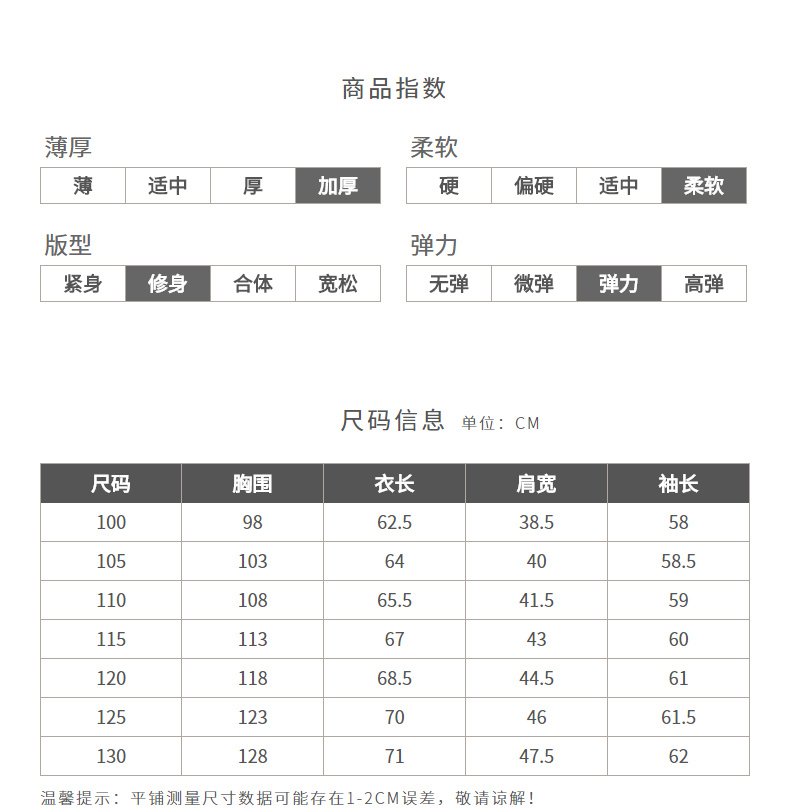 商品指数
薄厚 柔软
薄 适中 厚 加厚 硬 偏硬 适中 柔软
版型 弹力
紧身 修身 合体 宽松 无弹 微弹 弹力 高弹
尺码信息 单位：CM
尺码 胸围 衣长 肩宽 袖长
100 98 62.5 38.5 58
105 103 64 40 58.5
110 108 65.5 41.5 59
115 113 67 43 60
120 118 68.5 44.5 61
125 123 70 46 61.5
130 128 71 47.5 62
温馨提示：平铺测量尺寸数据可能存在1-2CM误差，敬请谅解！